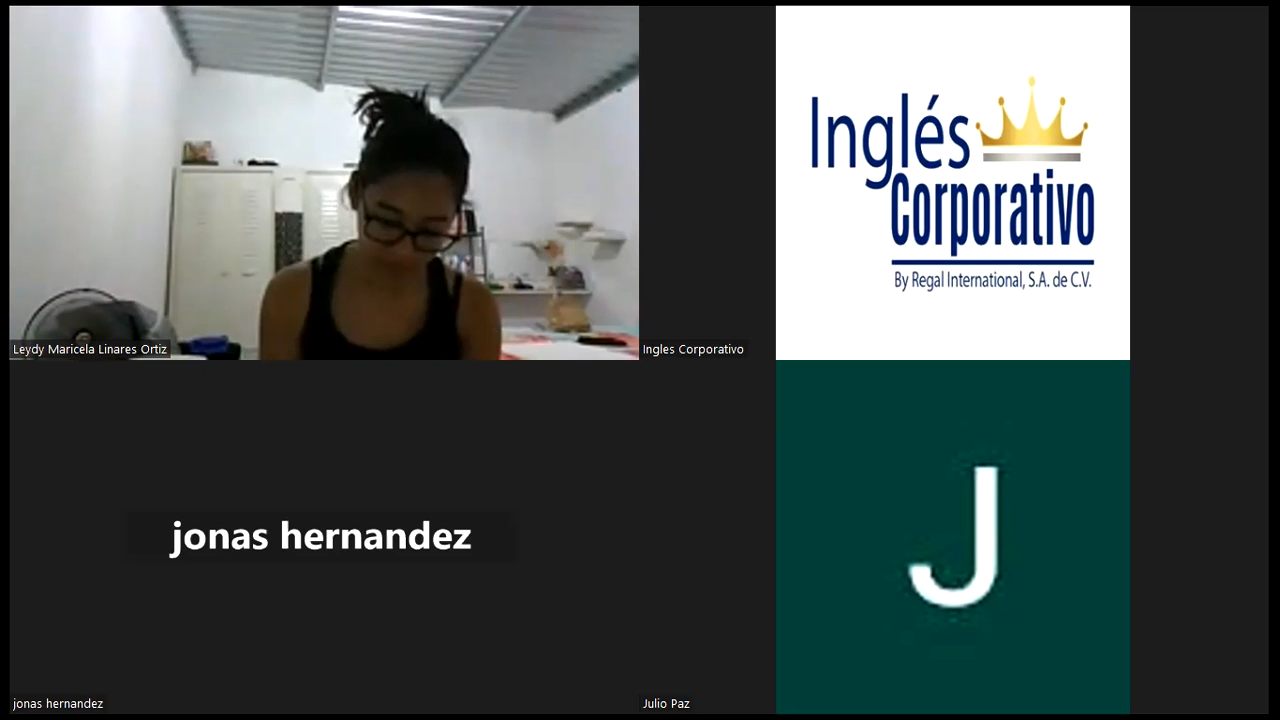 Inglés
Corporativo
By Regal International, S.A. de C.V.
Leydy Maricela Linares Ortiz
Ingles Corporativo
jonas hernandez
J
jonas hernandez
Julio Paz